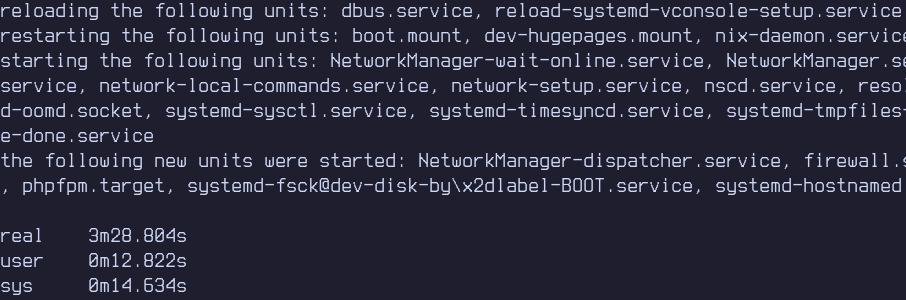 reloading the following units: dbus.service, reload-systemd-vconsole-setup.service
restarting the following units: boot.mount, dev-hugepages.mount, nix-daemon.service
starting the following units: NetworkManager-wait-online.service, NetworkManager.se
service, network-local-commands.service, network-setup.service, nscd.service, resol
d-oomd.socket, systemd-sysctl.service, systemd-timesyncd.service, systemd-tmpfiles-
e-done.service
the following new units were started: NetworkManager-dispatcher.service, firewall.s
, phpfpm.target, systemd-fsck@dev-disk-by\x2dlabel-BOOT.service, systemd-hostnamed
real 3m28.804s
user 0m12.822s
sys 0m14.634s